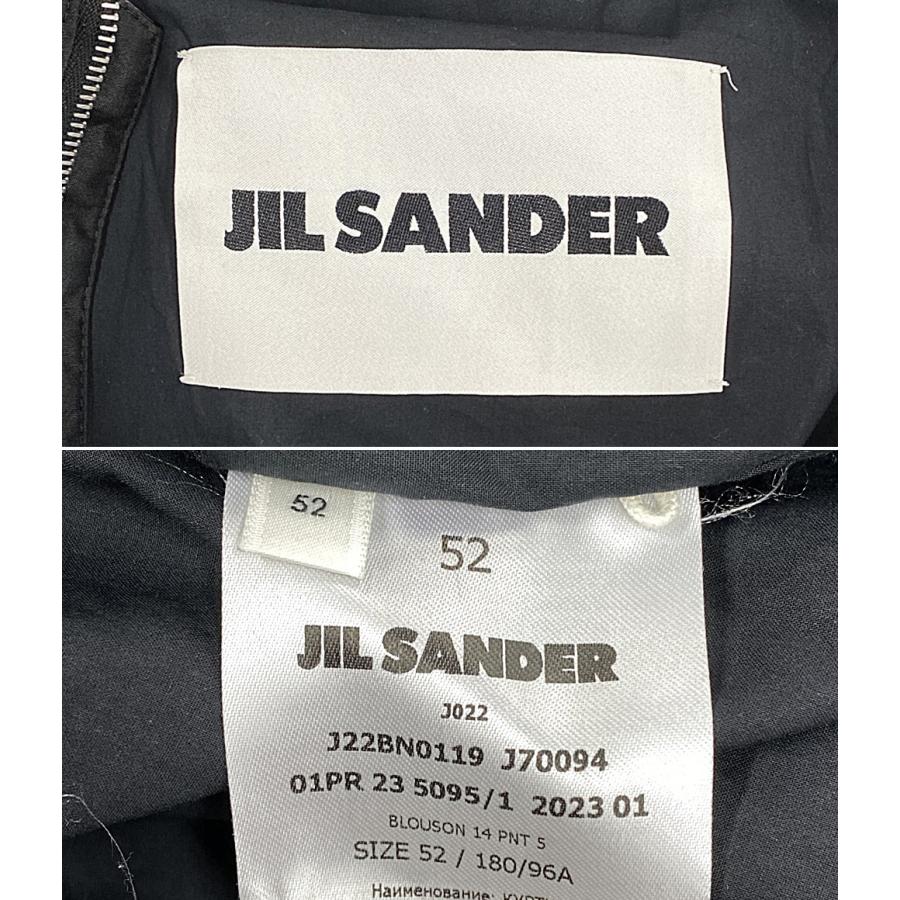 JIL SANDER
52
52
JIL SANDER
J022
J22BN0119 J70094
01PR 23 5095/1 2023 01
BLOUSON 14 PNT 5
SIZE 52 / 180/96A
Наименование: